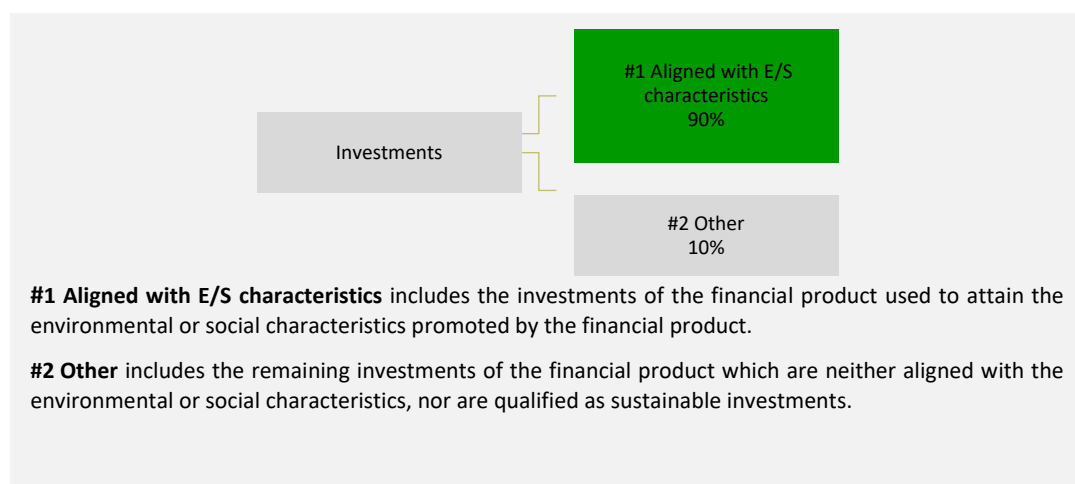 #1 Aligned with E/S
characteristics
90%
Investments
#2 Other
10%
#1 Aligned with E/S characteristics includes the investments of the financial product used to attain the
environmental or social characteristics promoted by the financial product.
#2 Other includes the remaining investments of the financial product which are neither aligned with the
environmental or social characteristics, nor are qualified as sustainable investments.